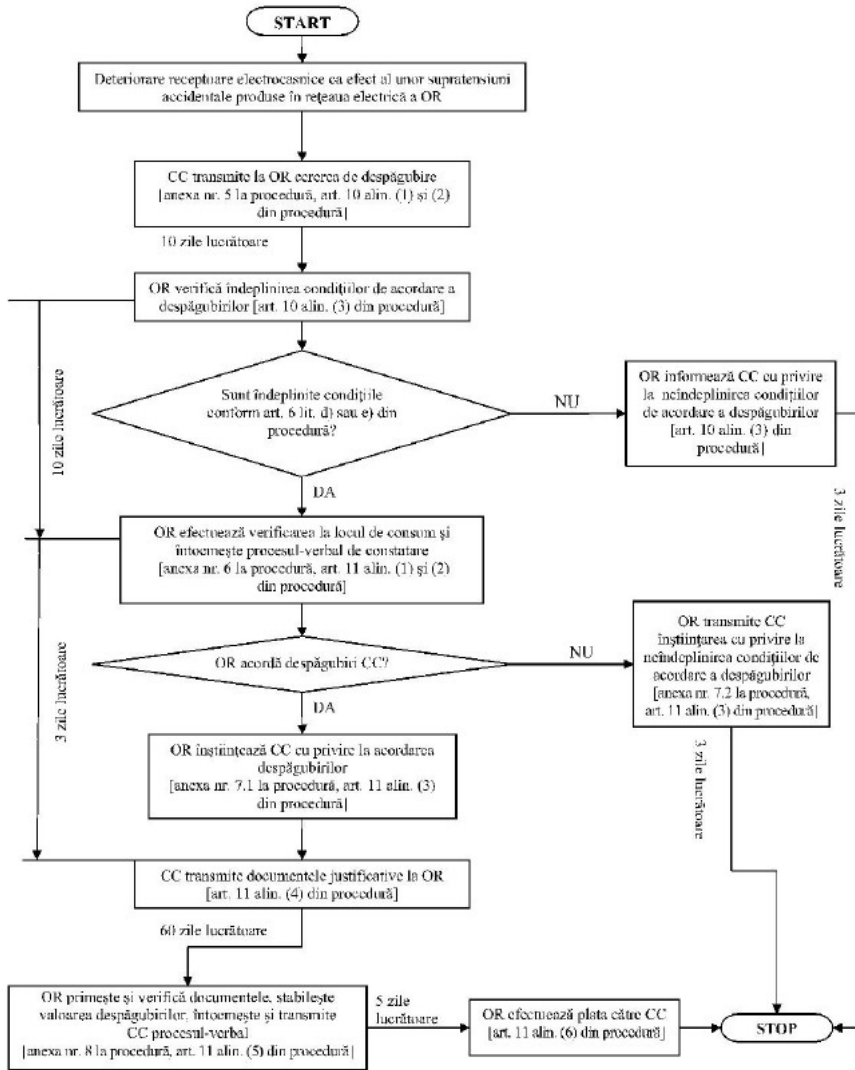 START
Deteriorare receptoare electrocasnice ca efect al unor supratensiuni
accidentale produse în rețeaua electrică a OR
CC transmite la OR cererea de despăgubire
[anexa nr. 5 la procedură, art. 10 alin. (1) și (2)
din procedură]
10 zile lucrătoare
OR verifică îndeplinirea condițiilor de acordare a
despăgubirilor [art. 10 alin. (3) din procedură]
10 zile lucrătoare
Sunt îndeplinite condițiile
conform art. 6 lit. d) sau e) din
procedură?
NU
OR informează CC cu privire
la neîndeplinirea condițiilor
de acordare a despăgubirilor
[art. 10 alin. (3) din
procedură]
3 zile lucrătoare
DA
OR efectuează verificarea la locul de consum și
întocmește procesul-verbal de constatare
[anexa nr. 6 la procedură, art. 11 alin. (1) și (2)
din procedură]
3 zile lucrătoare
OR acordă despăgubiri CC?
NU
OR transmite CC
înștiințarea cu privire la
neîndeplinirea condițiilor de
acordare a despăgubirilor
[anexa nr. 7.2 la procedură,
art. 11 alin. (3) din procedură]
3 zile lucrătoare
DA
OR înștiințează CC cu privire la acordarea
despăgubirilor
[anexa nr. 7.1 la procedură, art. 11 alin. (3)
din procedură]
CC transmite documentele justificative la OR
[art. 11 alin. (4) din procedură]
60 zile lucrătoare
OR primește și verifică documentele, stabilește
valoarea despăgubirilor, întocmește și transmite
CC procesul-verbal
[anexa nr. 8 la procedură, art. 11 alin. (5) din procedură]
5 zile
lucrătoare
OR efectuează plata către CC
[art. 11 alin. (6) din procedură]
STOP